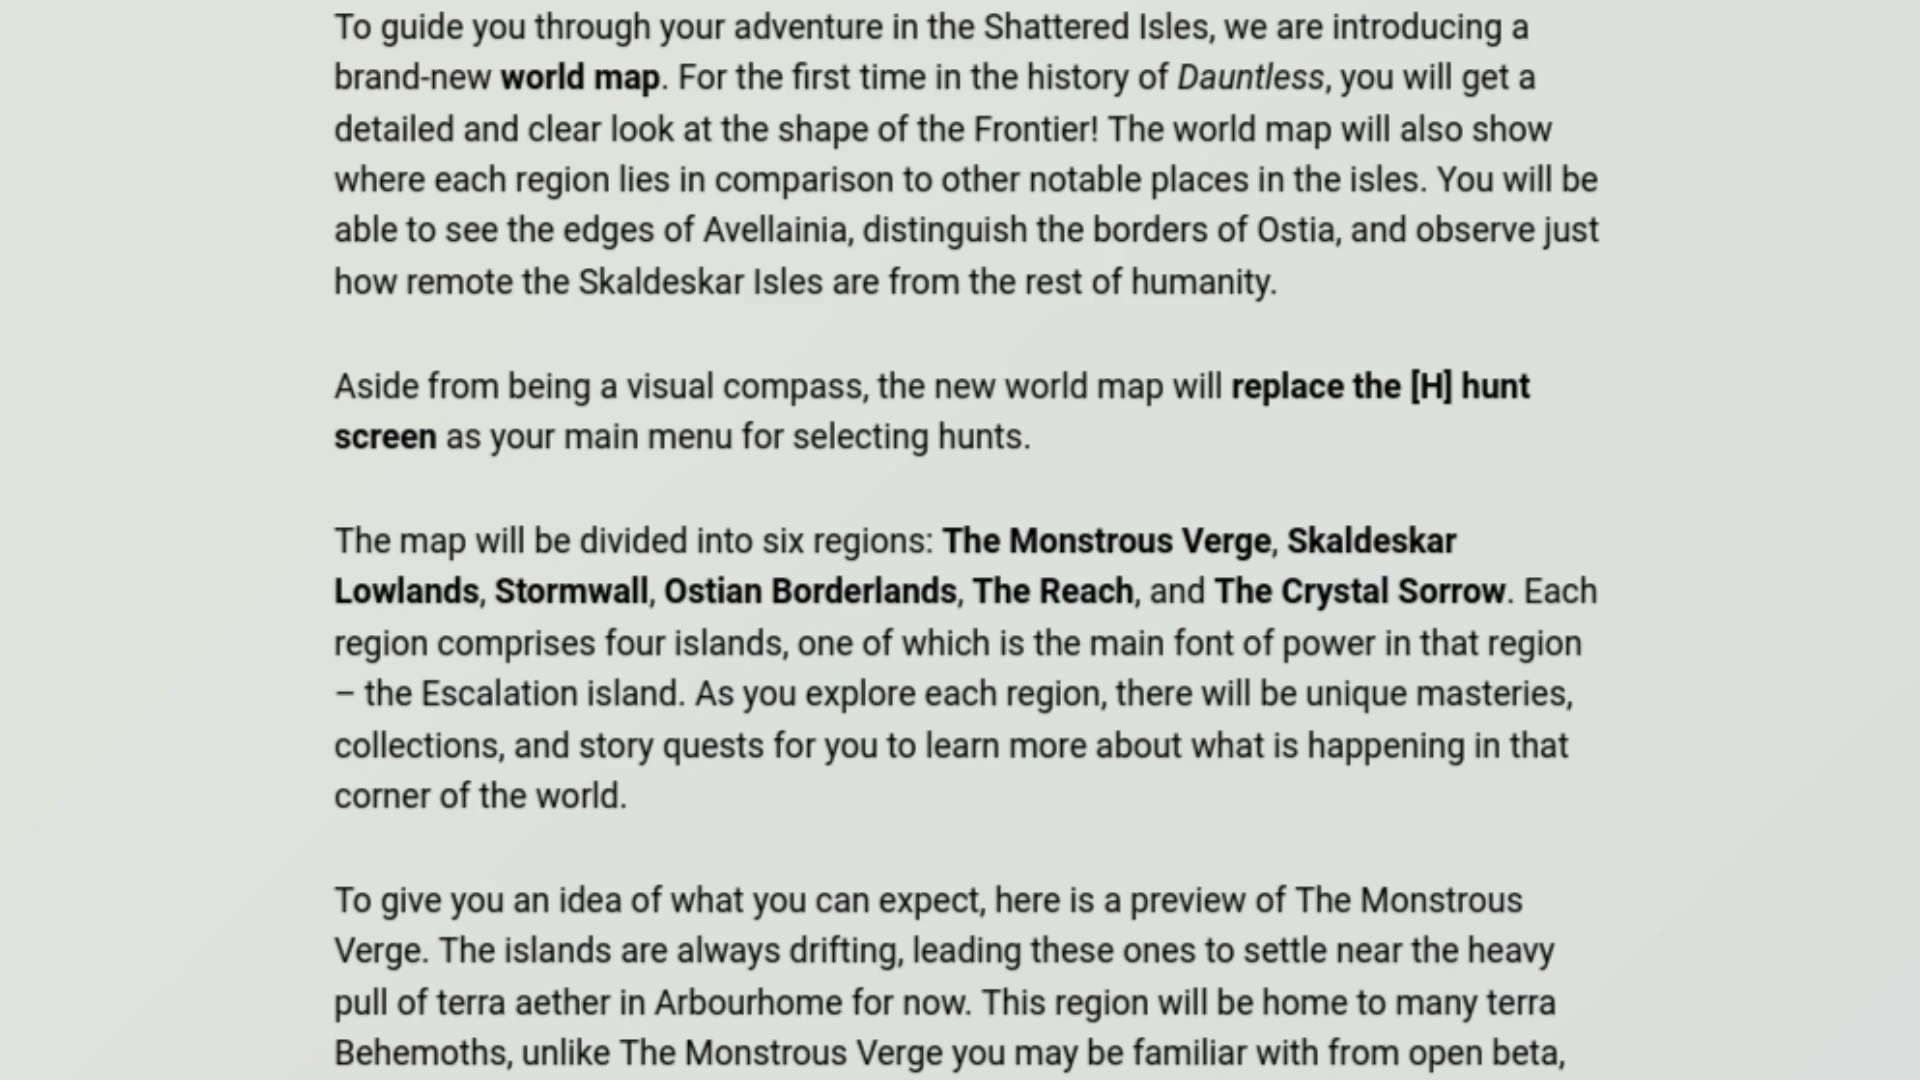 To guide you through your adventure in the Shattered Isles, we are introducing a
brand-new world map. For the first time in the history of Dauntless, you will get a
detailed and clear look at the shape of the Frontier! The world map will also show
where each region lies in comparison to other notable places in the isles. You will be
able to see the edges of Avellainia, distinguish the borders of Ostia, and observe just
how remote the Skaldeskar Isles are from the rest of humanity.
Aside from being a visual compass, the new world map will replace the [H] hunt
screen as your main menu for selecting hunts.
The map will be divided into six regions: The Monstrous Verge, Skaldeskar
Lowlands, Stormwall, Ostian Borderlands, The Reach, and The Crystal Sorrow. Each
region comprises four islands, one of which is the main font of power in that region
– the Escalation island. As you explore each region, there will be unique masteries,
collections, and story quests for you to learn more about what is happening in that
corner of the world.
To give you an idea of what you can expect, here is a preview of The Monstrous
Verge. The islands are always drifting, leading these ones to settle near the heavy
pull of terra aether in Arbourhome for now. This region will be home to many terra
Behemoths, unlike The Monstrous Verge you may be familiar with from open beta,